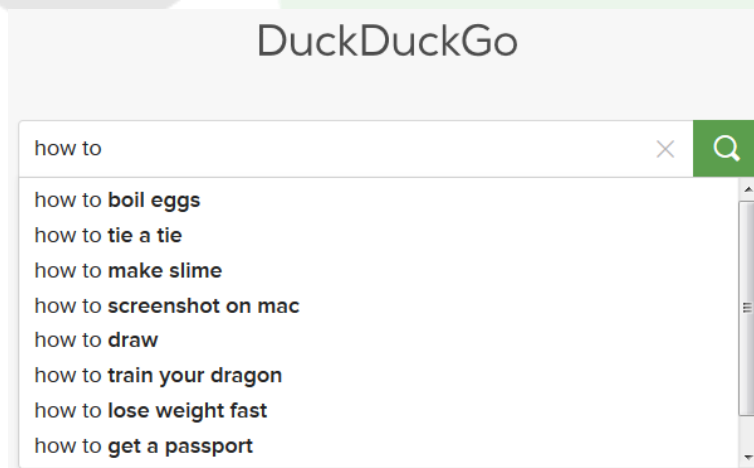 DuckDuckGo
how to
how to boil eggs
how to tie a tie
how to make slime
how to screenshot on mac
how to draw
how to train your dragon
how to lose weight fast
how to get a passport